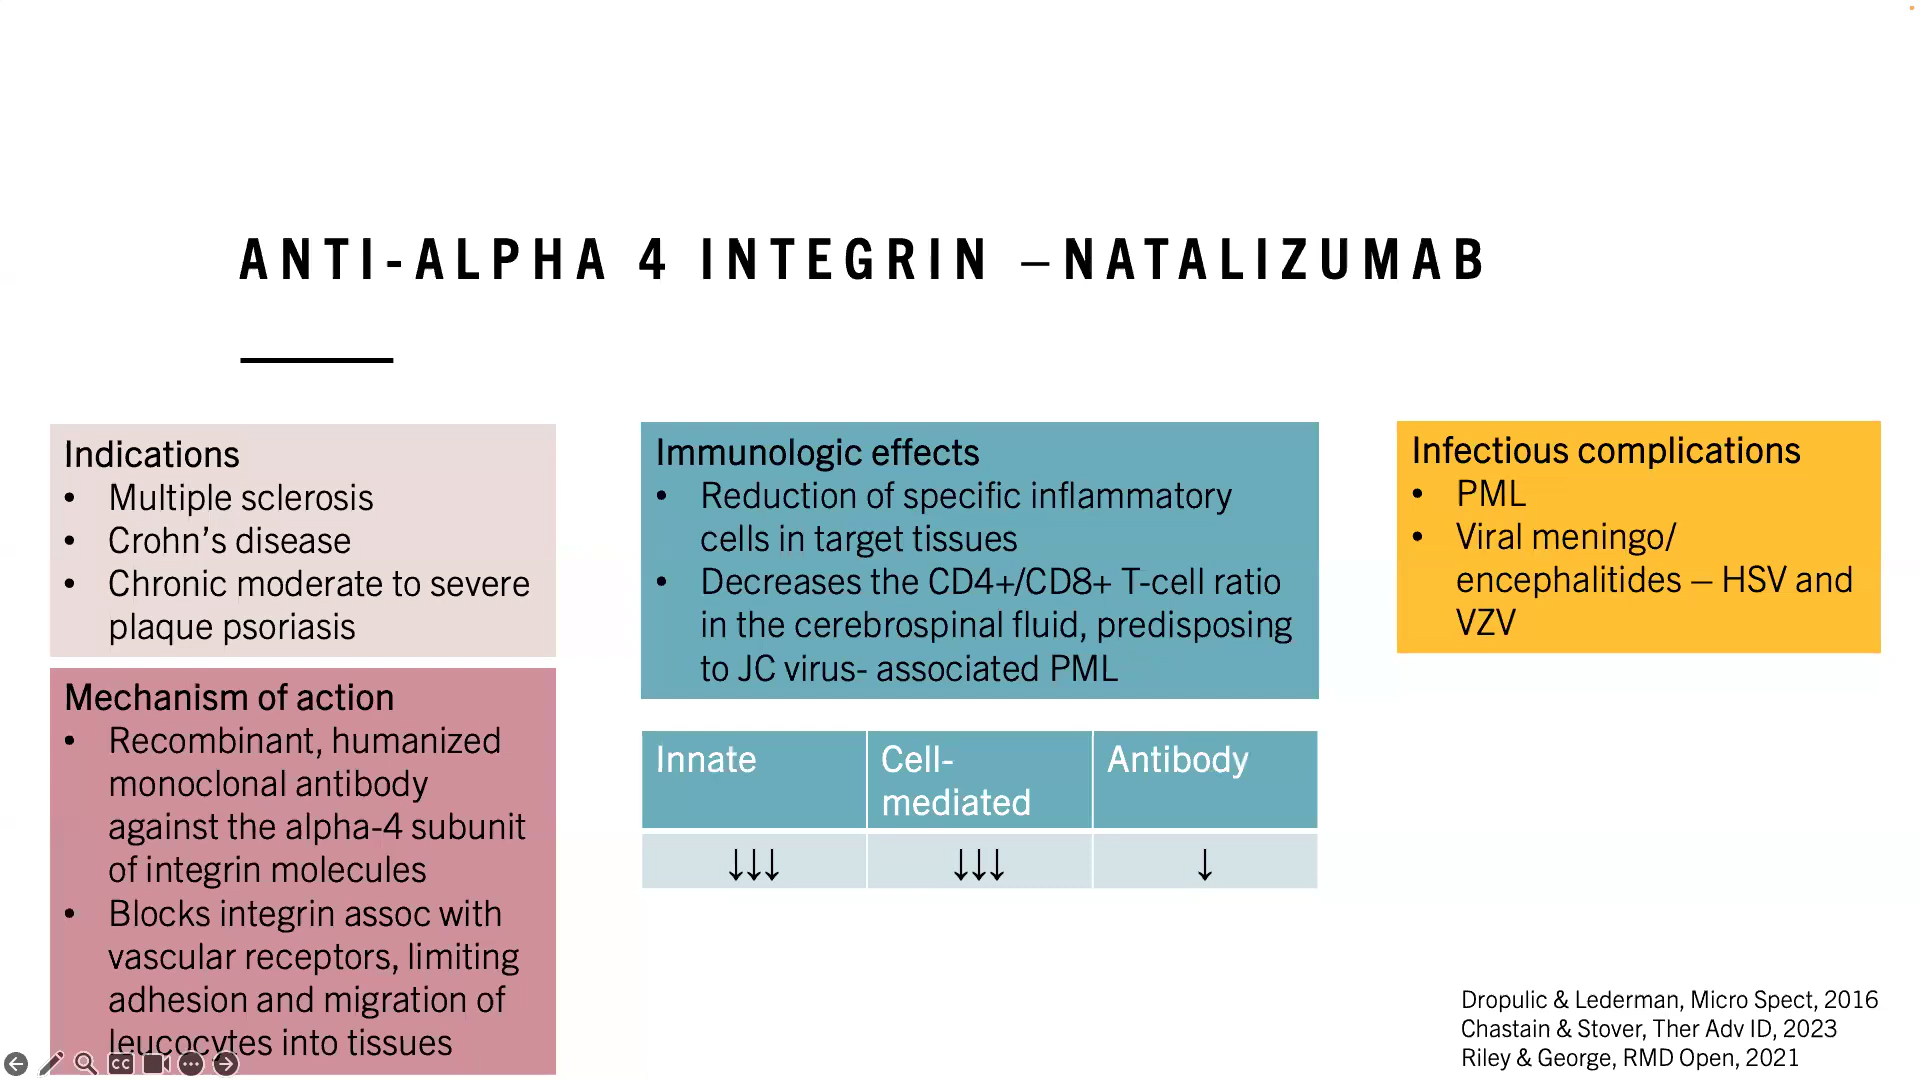 ANTI-ALPHA 4 INTEGRIN –NATALIZUMAB
Indications
• Multiple sclerosis
• Crohn’s disease
• Chronic moderate to severe
plaque psoriasis
Mechanism of action
• Recombinant, humanized
monoclonal antibody
against the alpha-4 subunit
of integrin molecules
• Blocks integrin assoc with
vascular receptors, limiting
adhesion and migration of
leucocytes into tissues
Immunologic effects
• Reduction of specific inflammatory
cells in target tissues
• Decreases the CD4+/CD8+ T-cell ratio
in the cerebrospinal fluid, predisposing
to JC virus- associated PML
Innate
Cell-
mediated
Antibody
↓↓↓
↓↓↓
↓
Infectious complications
• PML
• Viral meningo/
encephalitides – HSV and
VZV
Dropulic & Lederman, Micro Spect, 2016
Chastain & Stover, Ther Adv ID, 2023
Riley & George, RMD Open, 2021
CC